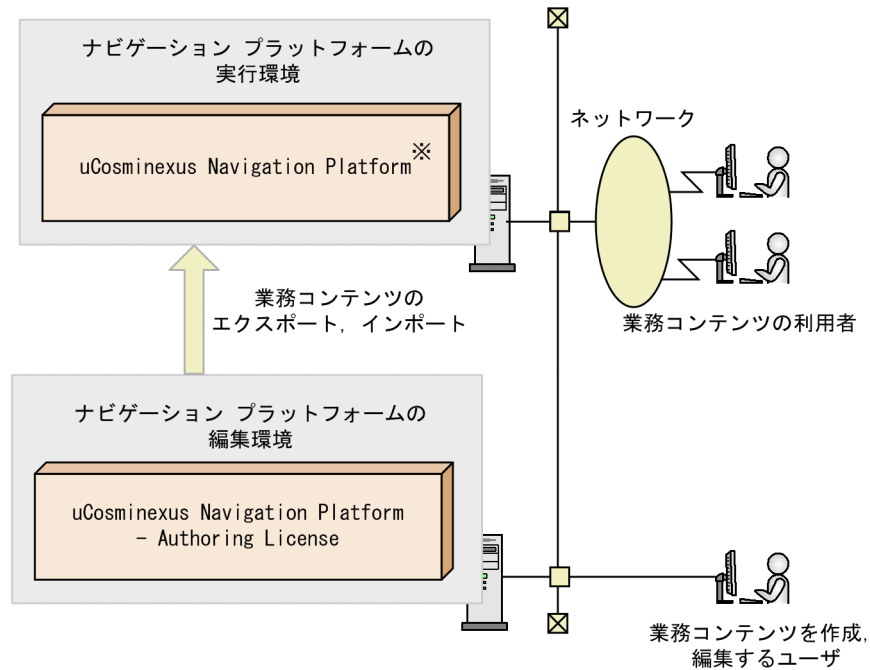 ナビゲーション プラットフォームの
実行環境
uCosminexus Navigation Platform※
ネットワーク
業務コンテンツの利用者
業務コンテンツの
エクスポート，インポート
ナビゲーション プラットフォームの
編集環境
uCosminexus Navigation Platform
- Authoring License
業務コンテンツを作成，
編集するユーザ